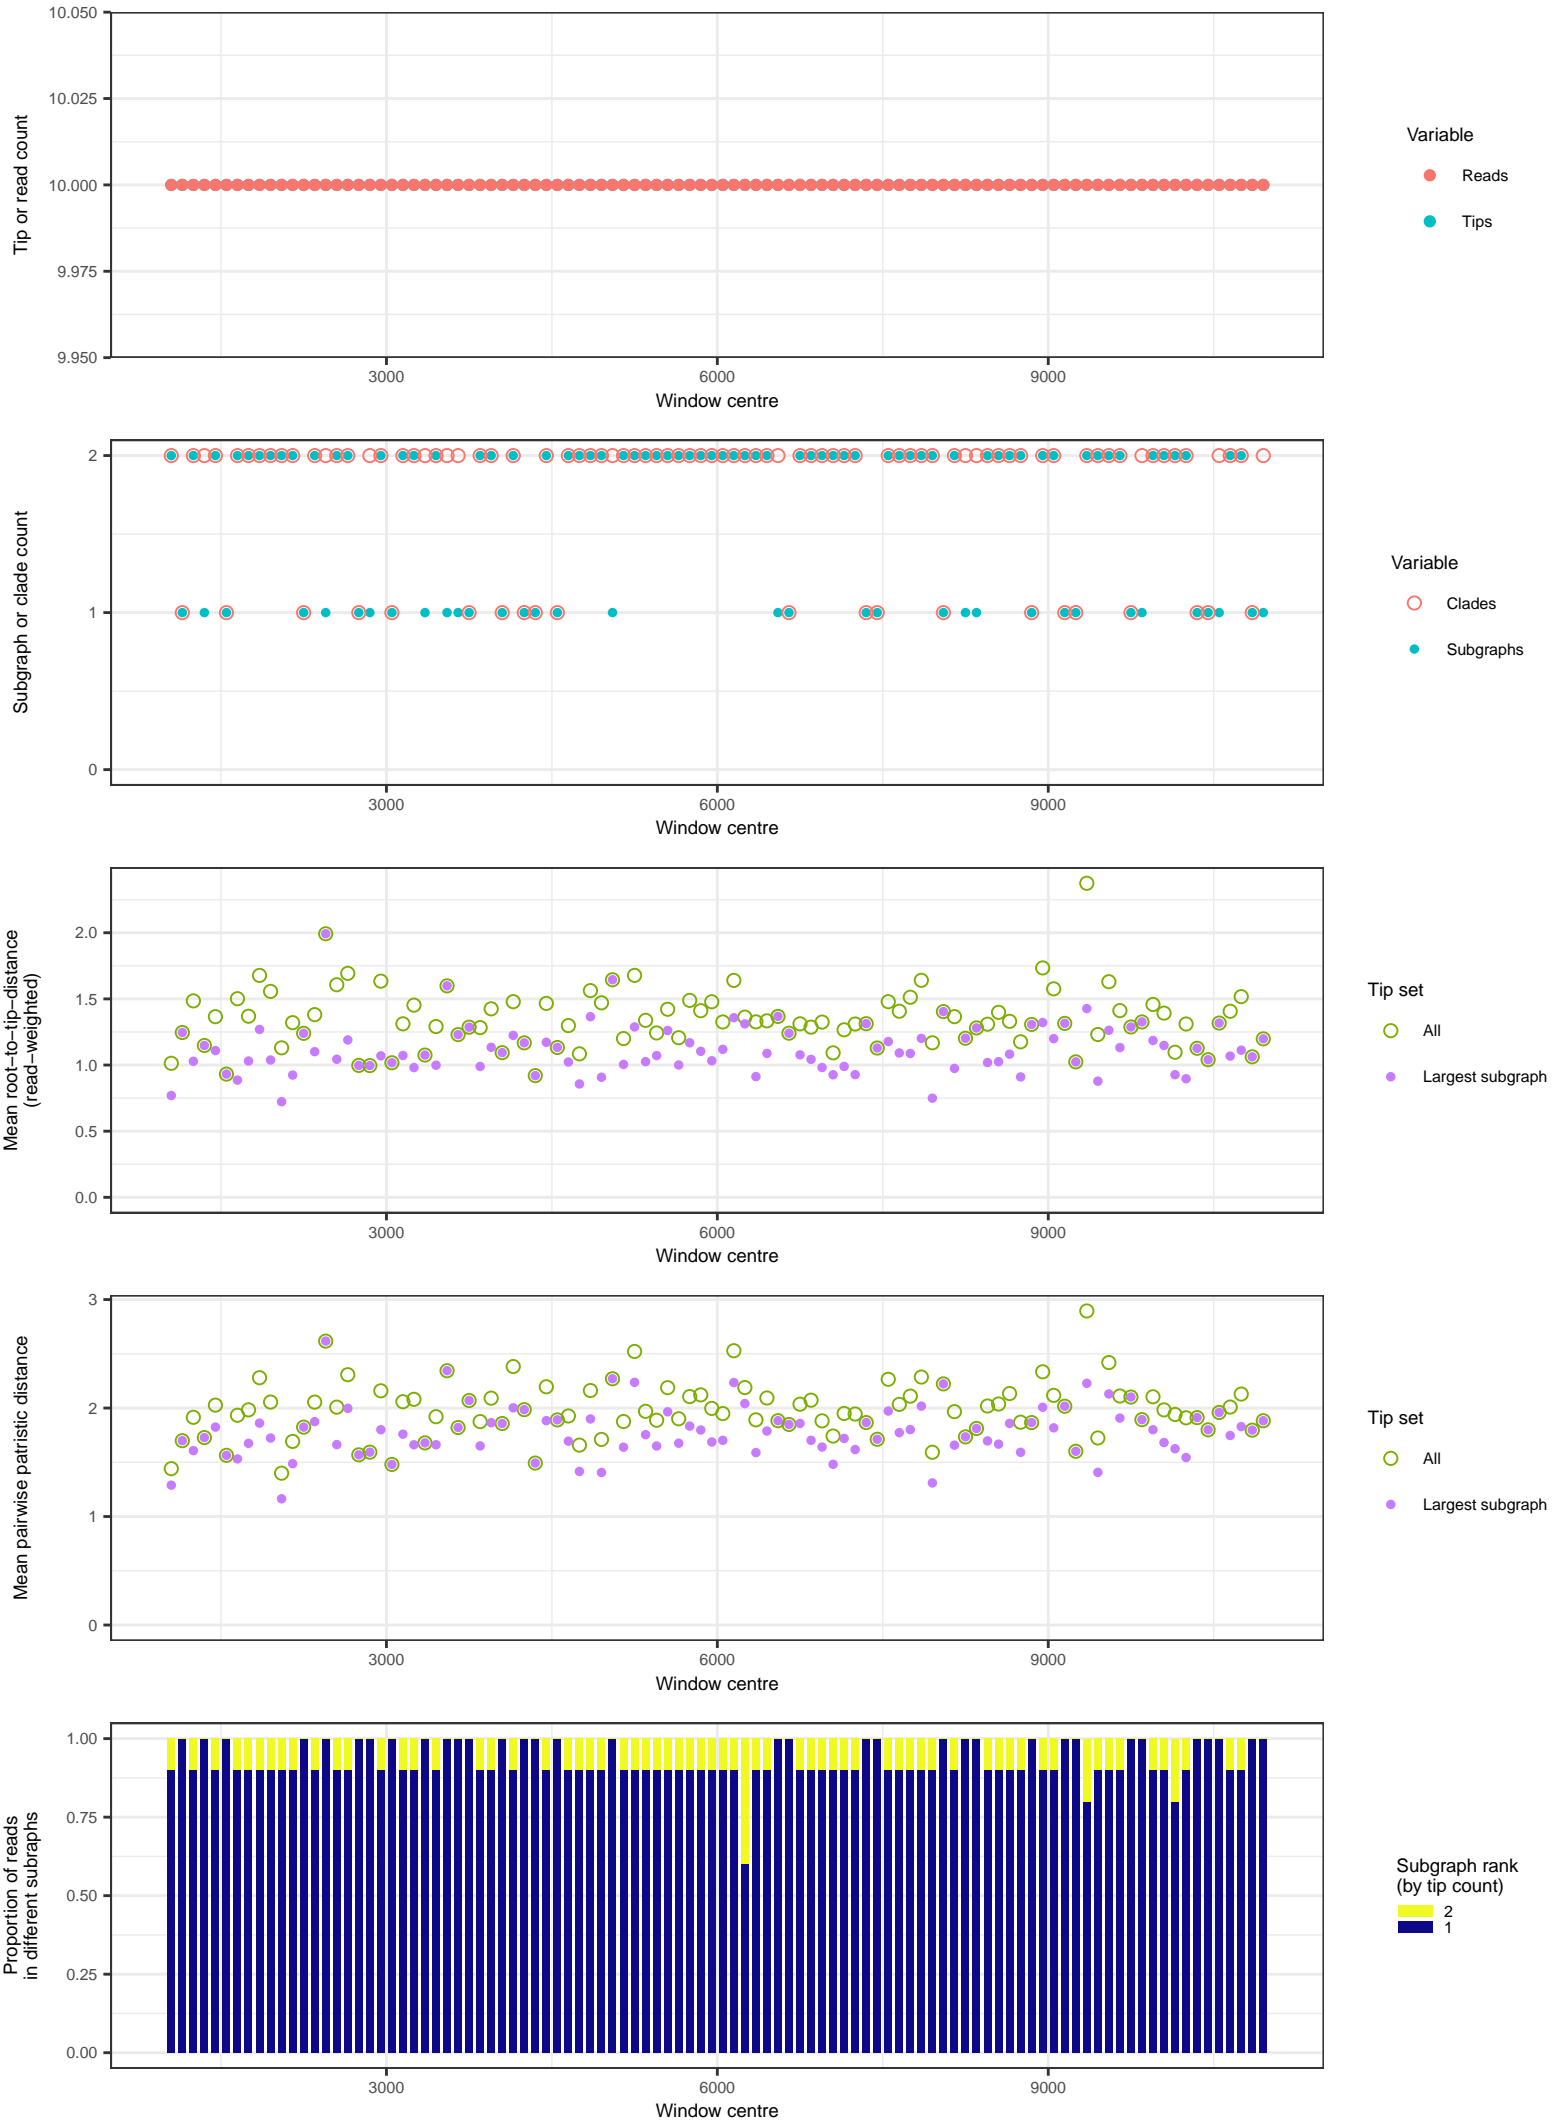 10.050
10.025
10.000
9.975
9.950
Tip or read count
3000
6000
9000
Window centre
Variable
Reads
Tips
2
1
0
Subgraph or clade count
3000
6000
9000
Window centre
Variable
Clades
Subgraphs
2.0
1.5
1.0
0.5
0.0
Mean root−to−tip−distance
(read−weighted)
3000
6000
9000
Window centre
Tip set
All
Largest subgraph
3
2
1
0
Mean pairwise patristic distance
3000
6000
9000
Window centre
Tip set
All
Largest subgraph
1.00
0.75
0.50
0.25
0.00
Proportion of reads
in different subraphs
3000
6000
9000
Window centre
Subgraph rank
(by tip count)
2
1